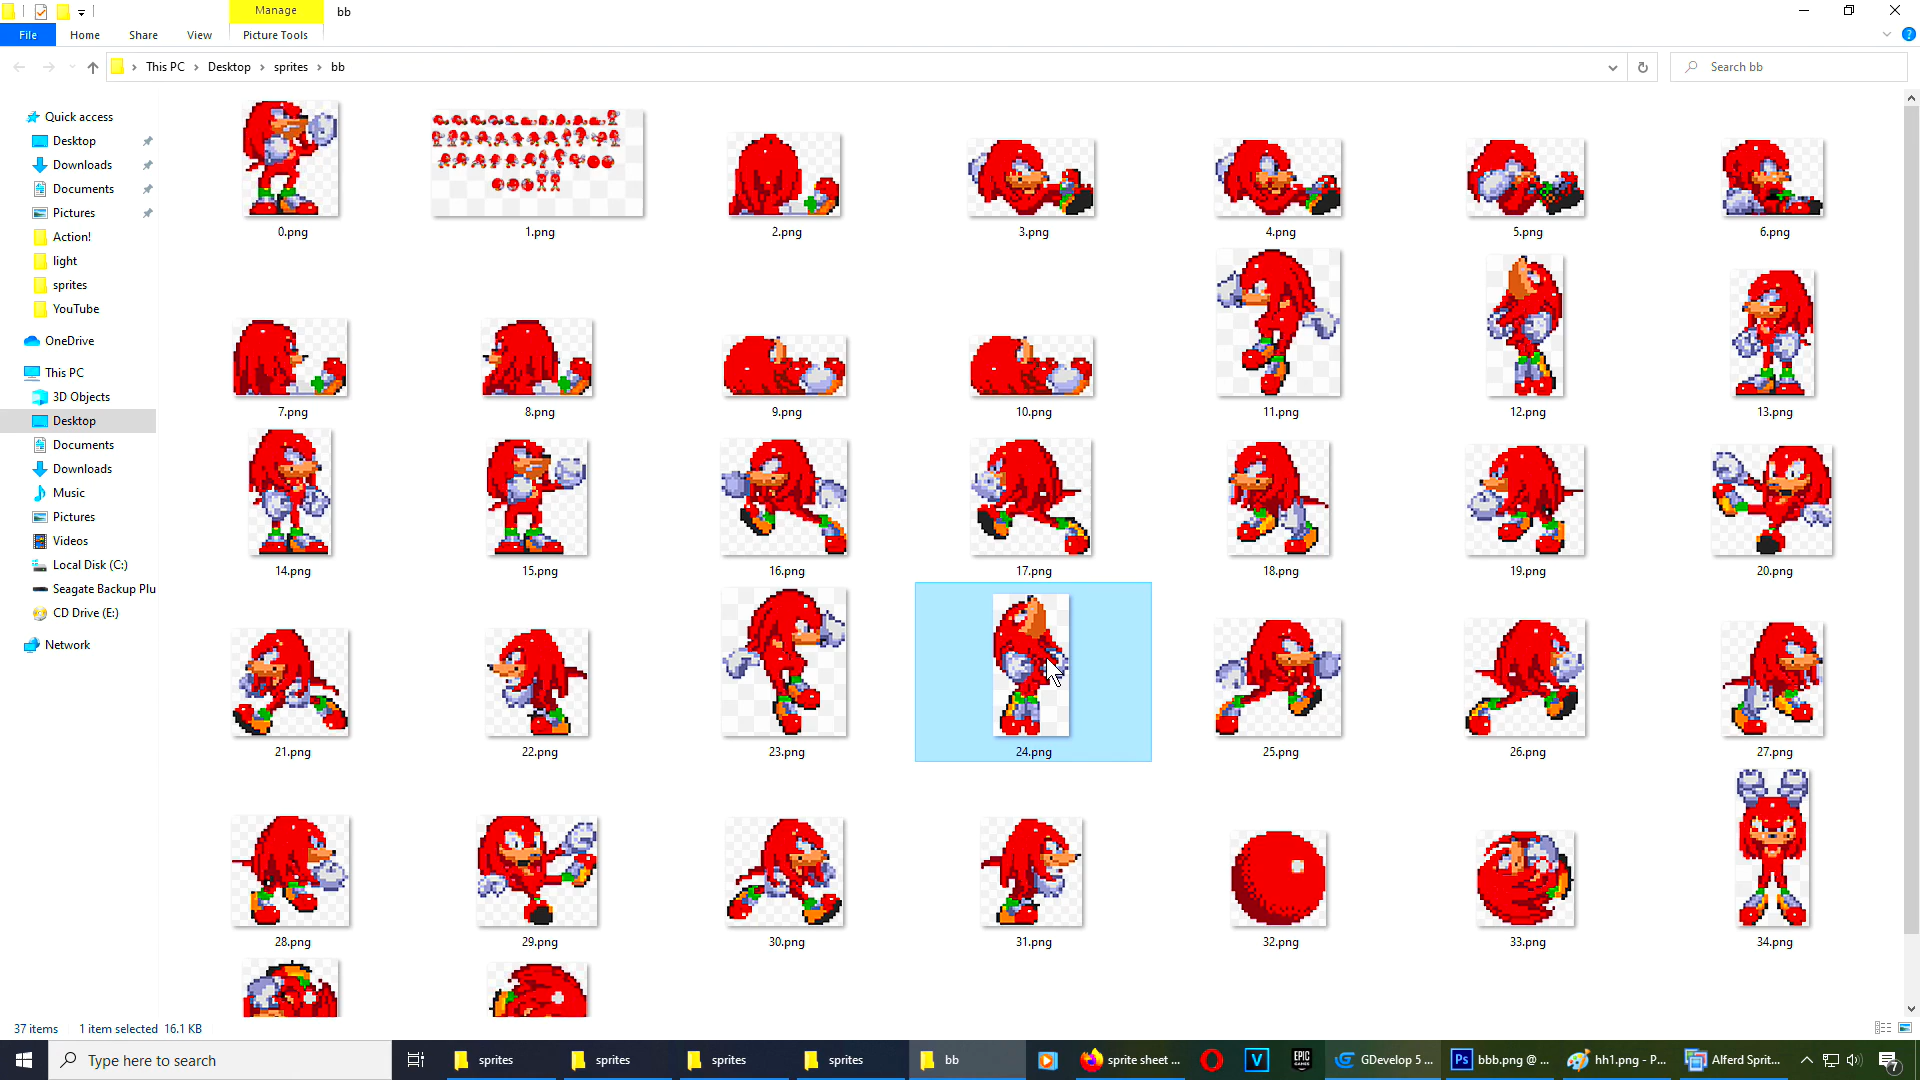 Manage
bb
File
Home
Share
View
Picture Tools
This PC
Desktop
sprites
bb
Search bb
Quick access
Desktop
Downloads
Documents
Pictures
Action!
light
sprites
YouTube
OneDrive
This PC
3D Objects
Desktop
Documents
Downloads
Music
Pictures
Videos
Local Disk (C:)
Seagate Backup Plu
CD Drive (E:)
Network
0.png
1.png
2.png
3.png
4.png
5.png
6.png
7.png
8.png
9.png
10.png
11.png
12.png
13.png
14.png
15.png
16.png
17.png
18.png
19.png
20.png
21.png
22.png
23.png
24.png
25.png
26.png
27.png
28.png
29.png
30.png
31.png
32.png
33.png
34.png
37 items
1 item selected 16.1 KB
Type here to search
sprites
sprites
sprites
sprites
bb
sprite sheet ...
V
EPIC
GAMES
GDevelop 5 ...
Ps
bbb.png @ ...
hh1.png - P...
Alferd Sprit...
7